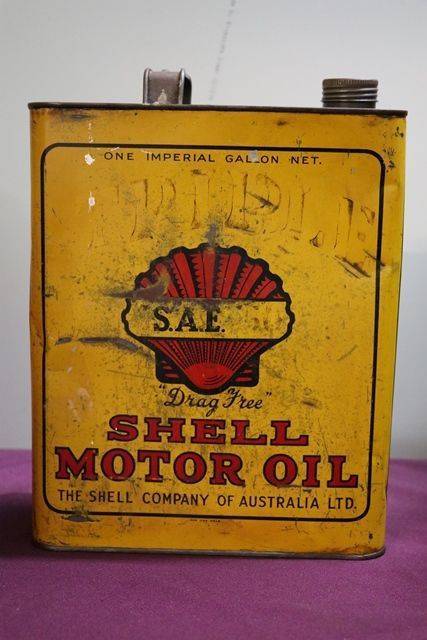 ONE IMPERIAL GALLON NET.
S.A.E.
"Drag Free"
SHELL
MOTOR OIL
THE SHELL COMPANY OF AUSTRALIA LTD.